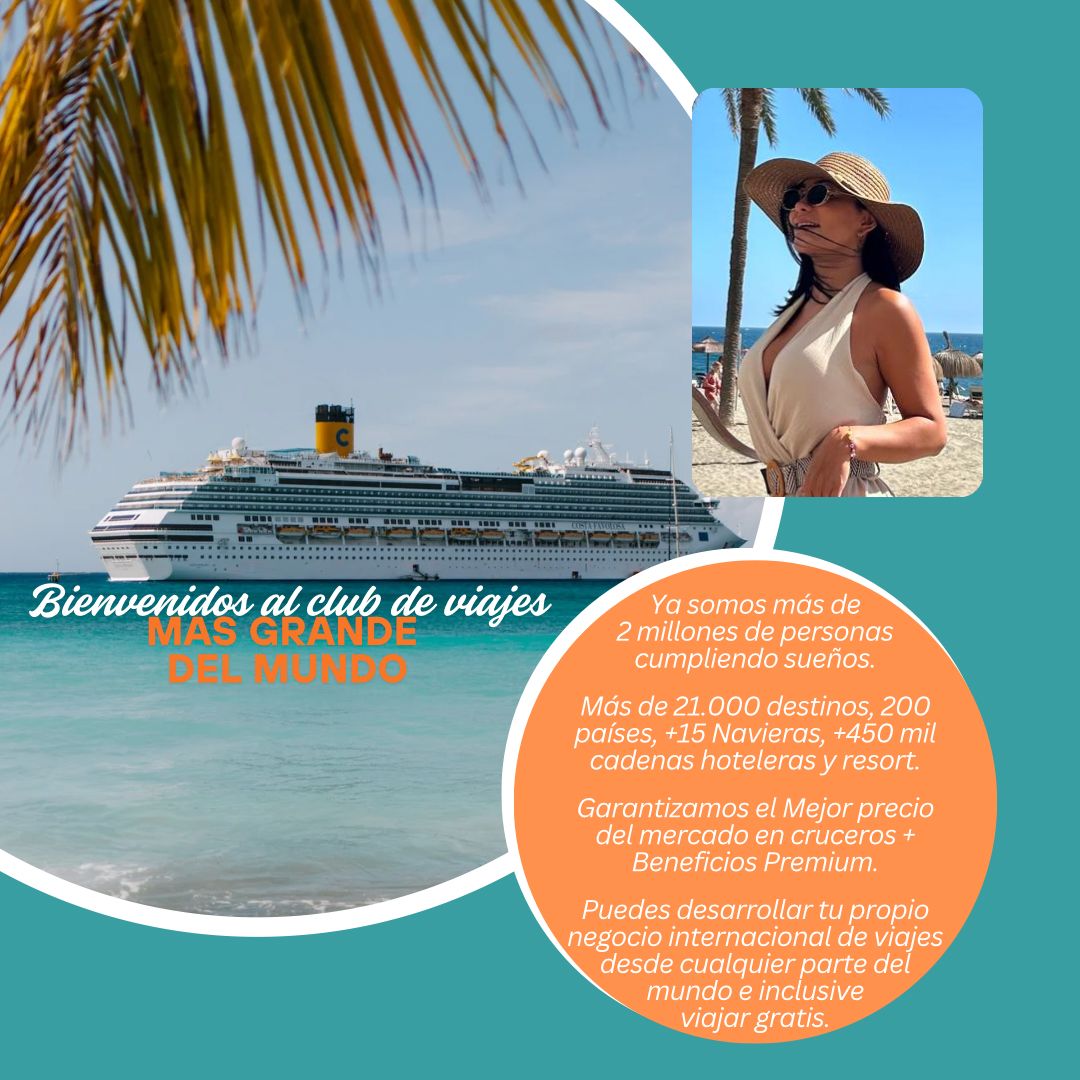 C
COSTA FAVOLOSA
Bienvenidos al club de viajes
MAS GRANDE
DEL MUNDO
Ya somos más de
2 millones de personas
cumpliendo sueños.
Más de 21.000 destinos, 200
países, +15 Navieras, +450 mil
cadenas hoteleras y resort.
Garantizamos el Mejor precio
del mercado en cruceros +
Beneficios Premium.
Puedes desarrollar tu propio
negocio internacional de viajes
desde cualquier parte del
mundo e inclusive
viajar gratis.